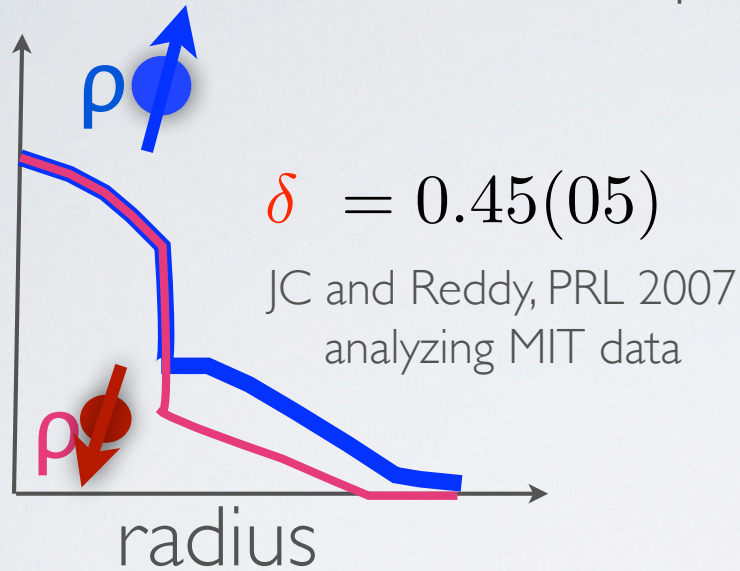 ρ
δ = 0.45(05)
JC and Reddy, PRL 2007
analyzing MIT data
ρ
radius